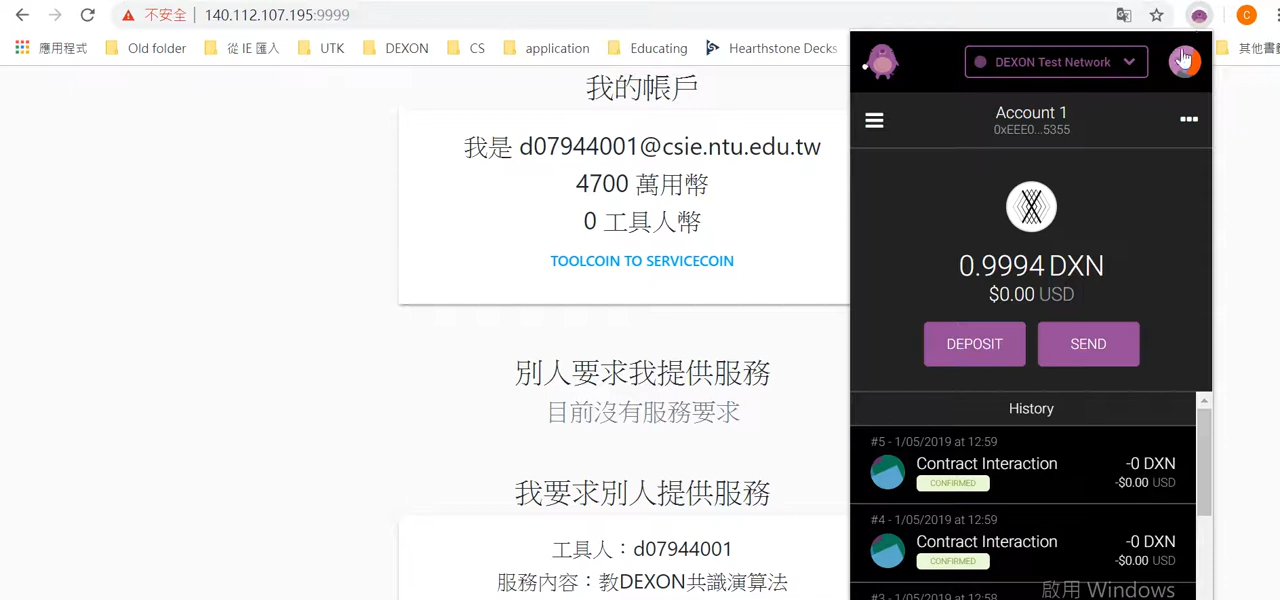 不安全 140.112.107.195:9999
應用程式 Old folder 從 IE 匯入 UTK DEXON CS application Educating Hearthstone Decks
我的帳戶
我是 d07944001@csie.ntu.edu.tw
4700 萬用幣
0 工具人幣
TOOLCOIN TO SERVICECOIN
別人要求我提供服務
目前沒有服務要求
我要求別人提供服務
工具人：d07944001
服務內容：教DEXON共識演算法
C
其他書
DEXON Test Network
Account 1
0xEEE0...5355
0.9994 DXN
$0.00 USD
DEPOSIT SEND
History
#5 - 1/05/2019 at 12:59
Contract Interaction -0 DXN
CONFIRMED -$0.00 USD
#4 - 1/05/2019 at 12:59
Contract Interaction -0 DXN
CONFIRMED -$0.00 USD
#3 - 1/05/2019 at 12:58
啟用 Windows